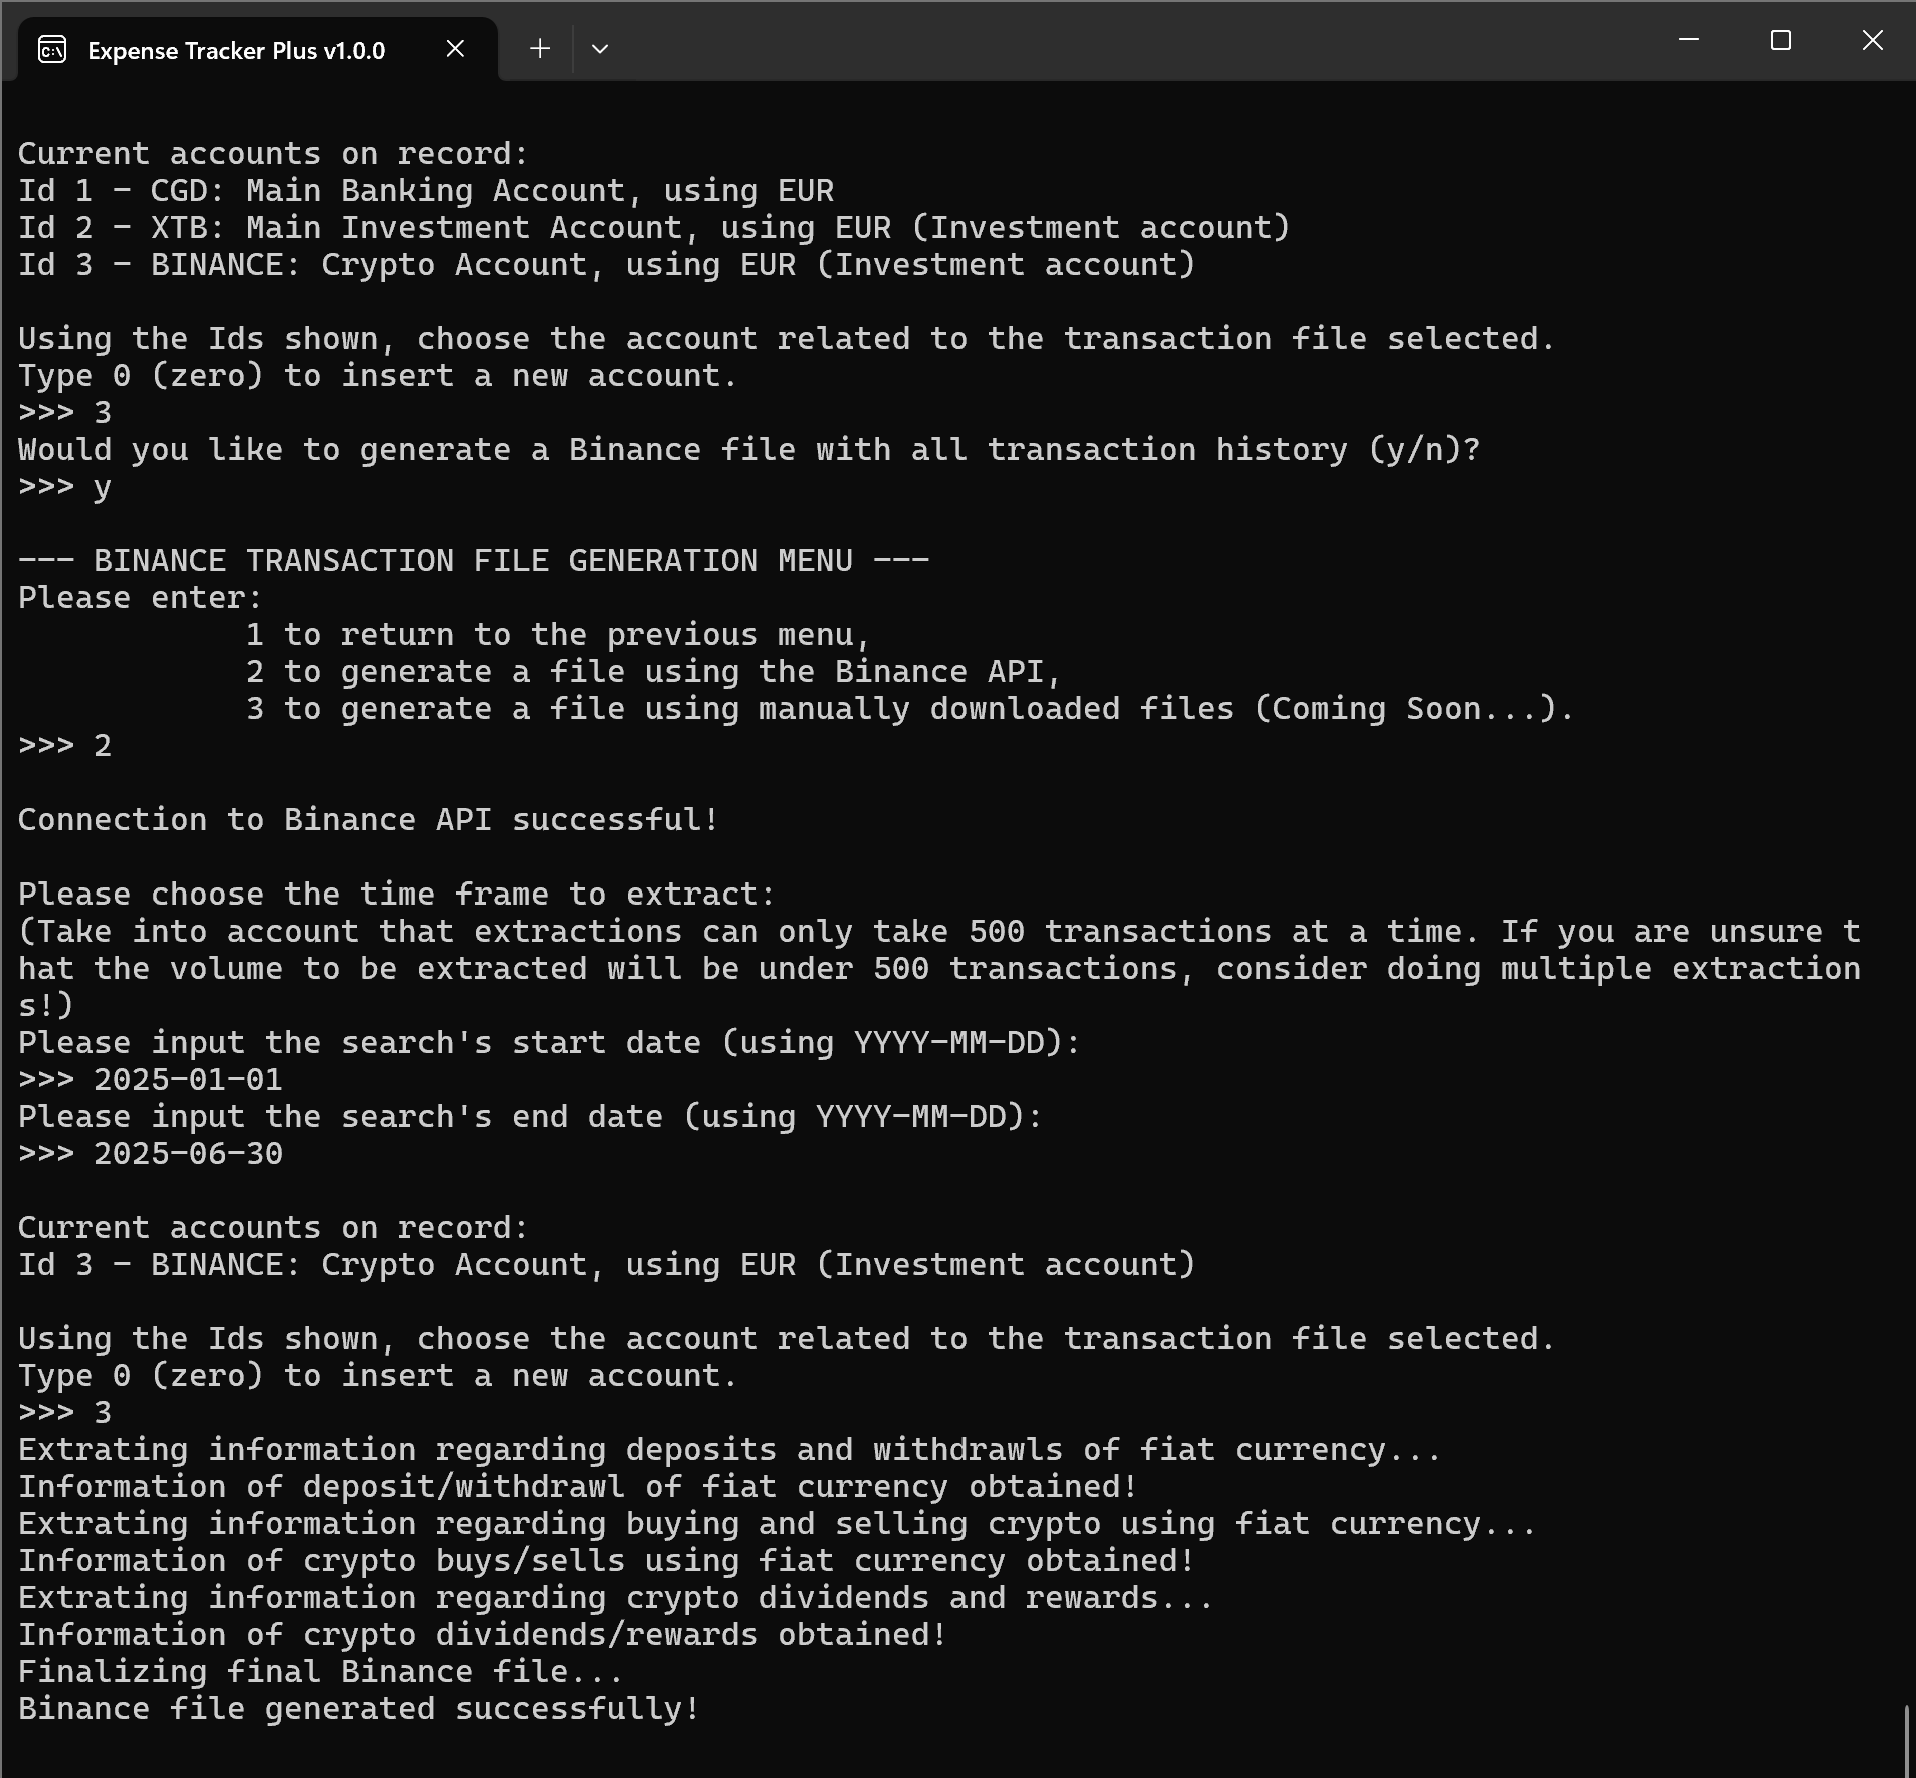 Expense Tracker Plus v1.0.0
Current accounts on record:
Id 1 - CGD: Main Banking Account, using EUR
Id 2 - XTB: Main Investment Account, using EUR (Investment account)
Id 3 - BINANCE: Crypto Account, using EUR (Investment account)
Using the Ids shown, choose the account related to the transaction file selected.
Type 0 (zero) to insert a new account.
>>> 3
Would you like to generate a Binance file with all transaction history (y/n)?
>>> y
--- BINANCE TRANSACTION FILE GENERATION MENU ---
Please enter:
1 to return to the previous menu,
2 to generate a file using the Binance API,
3 to generate a file using manually downloaded files (Coming Soon...).
>>> 2
Connection to Binance API successful!
Please choose the time frame to extract:
(Take into account that extractions can only take 500 transactions at a time. If you are unsure t
hat the volume to be extracted will be under 500 transactions, consider doing multiple extraction
s!)
Please input the search's start date (using YYYY-MM-DD):
>>> 2025-01-01
Please input the search's end date (using YYYY-MM-DD):
>>> 2025-06-30
Current accounts on record:
Id 3 - BINANCE: Crypto Account, using EUR (Investment account)
Using the Ids shown, choose the account related to the transaction file selected.
Type 0 (zero) to insert a new account.
>>> 3
Extrating information regarding deposits and withdrawls of fiat currency...
Information of deposit/withdrawl of fiat currency obtained!
Extrating information regarding buying and selling crypto using fiat currency...
Information of crypto buys/sells using fiat currency obtained!
Extrating information regarding crypto dividends and rewards...
Information of crypto dividends/rewards obtained!
Finalizing final Binance file...
Binance file generated successfully!